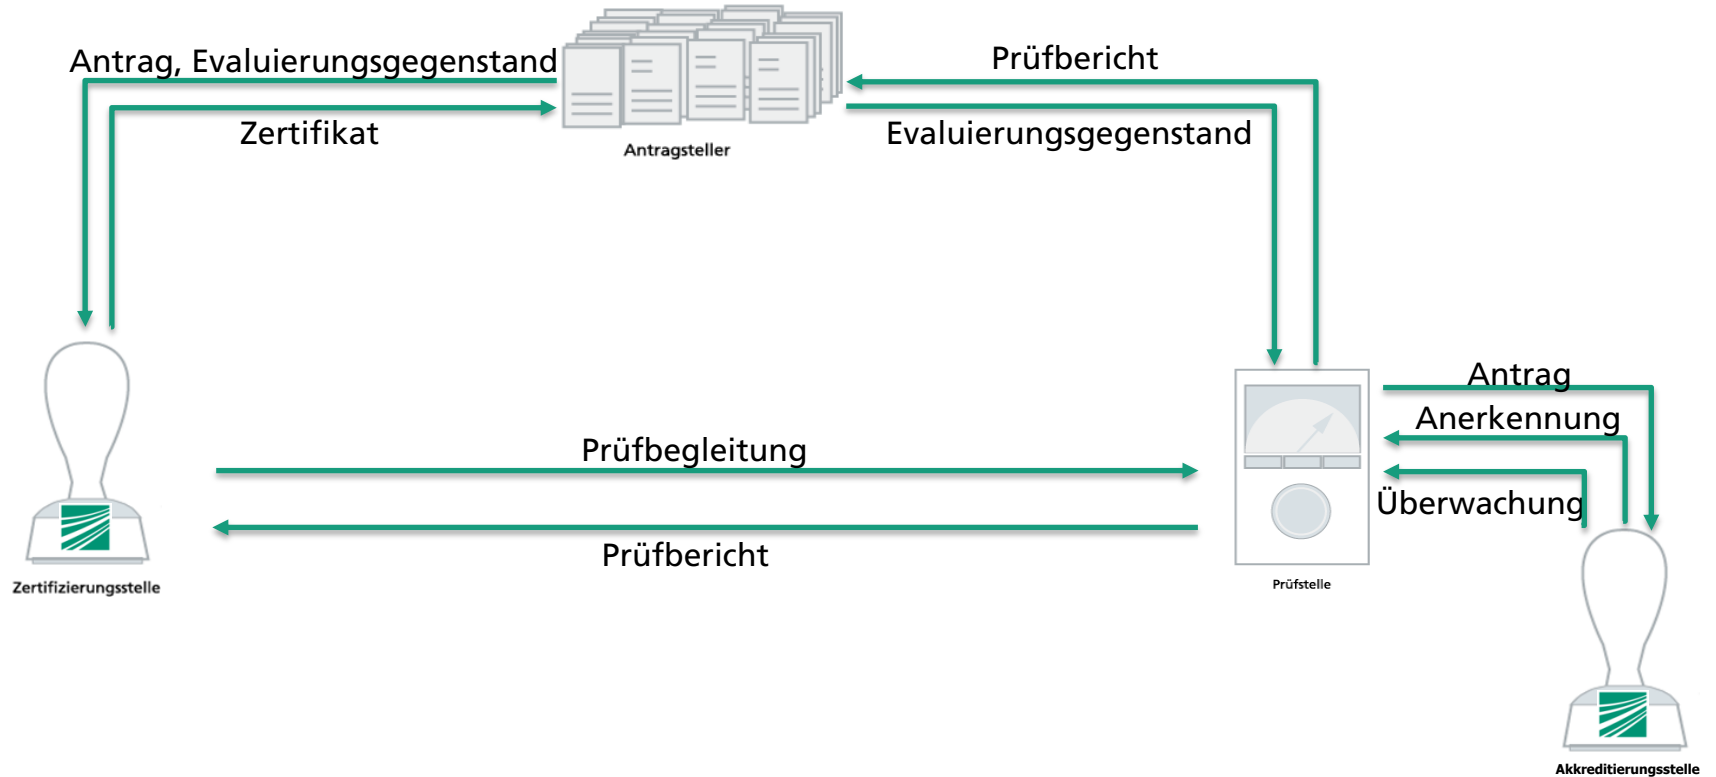 Antrag, Evaluierungsgegenstand
Prüfbericht
Zertifikat
Evaluierungsgegenstand
Antragsteller
Antrag
Anerkennung
Prüfbegleitung
Überwachung
Prüfbericht
Zertifizierungsstelle
Prüfstelle
Akkreditierungsstelle